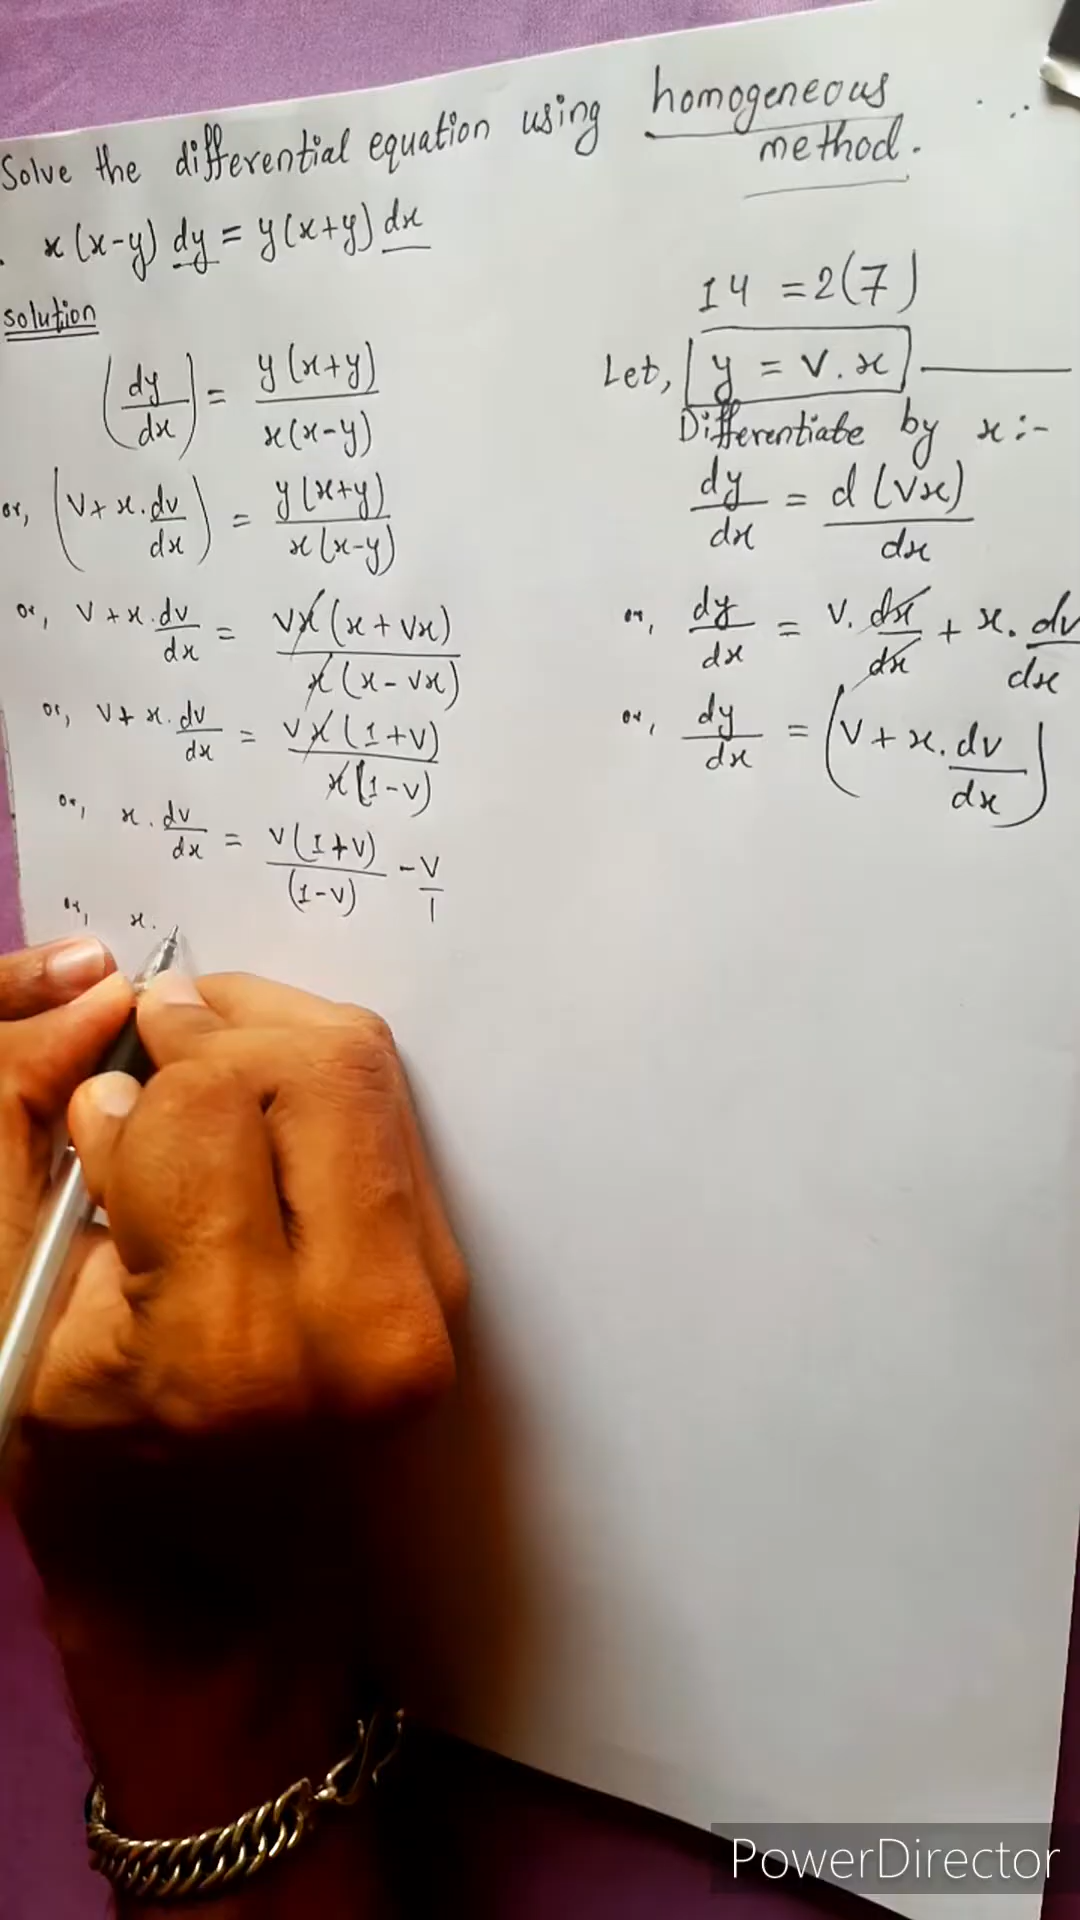 Solve the differential equation using homogeneous
method.
x(x-y) dy = y(x+y) dx
solution
(dy/dx) = y(x+y)/x(x-y)
or, (v+x.dv/dx) = y(x+y)/x(x-y)
or, v+x.dv/dx = vx(x+vx)/x(x-vx)
or, v+x.dv/dx = vx(1+v)/x(1-v)
or, x.dv/dx = v(1+v)/(1-v) - v/1
or, x.
14 = 2(7)
Let, y = v.x
Differentiate by x:-
dy/dx = d(vx)/dx
or, dy/dx = v.dx/dx + x.dv/dx
or, dy/dx = (v+x.dv/dx)
PowerDirector